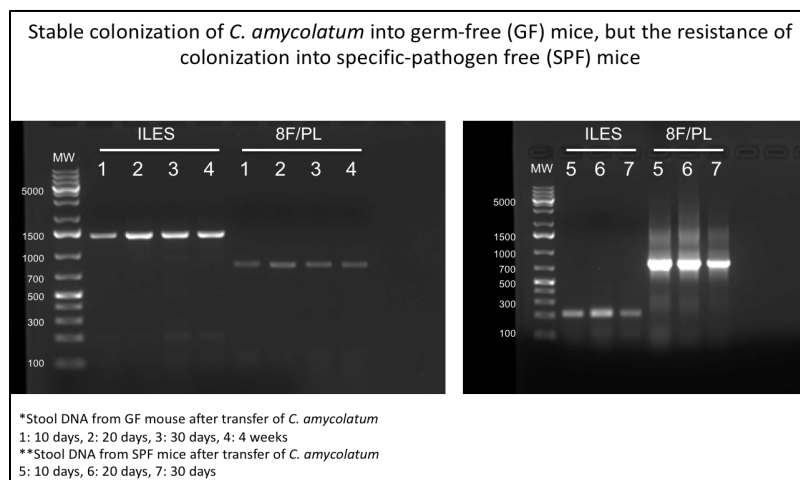 Stable colonization of C. amycolatum into germ-free (GF) mice, but the resistance of
colonization into specific-pathogen free (SPF) mice
ILES 8F/PL
MW 1 2 3 4 1 2 3 4
5000
1500
1000
700
500
300
100
ILES 8F/PL
MW 5 6 7 5 6 7
5000
1500
1000
700
500
300
100
*Stool DNA from GF mouse after transfer of C. amycolatum
1: 10 days, 2: 20 days, 3: 30 days, 4: 4 weeks
**Stool DNA from SPF mice after transfer of C. amycolatum
5: 10 days, 6: 20 days, 7: 30 days